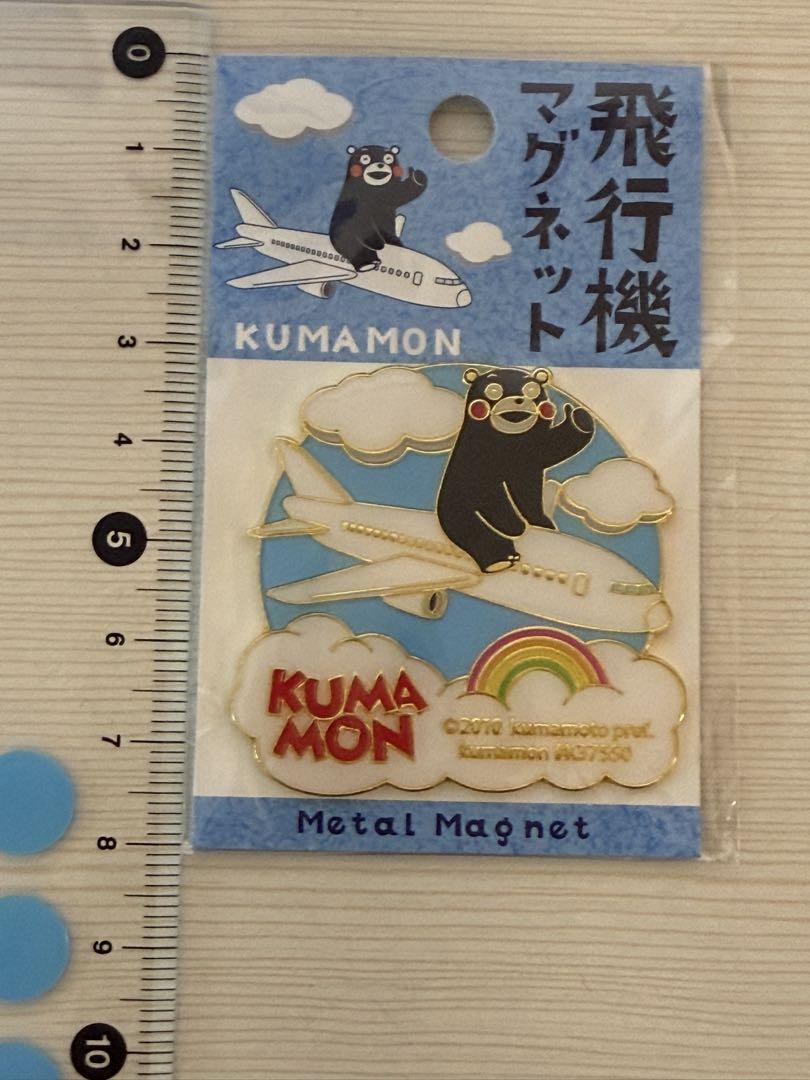 飛行機
マグネット
KUMAMON
KUMA
MON
©2010 kumamoto pref.
kumamon
Metal Magnet
0
1
2
3
4
5
6
7
8
9
10